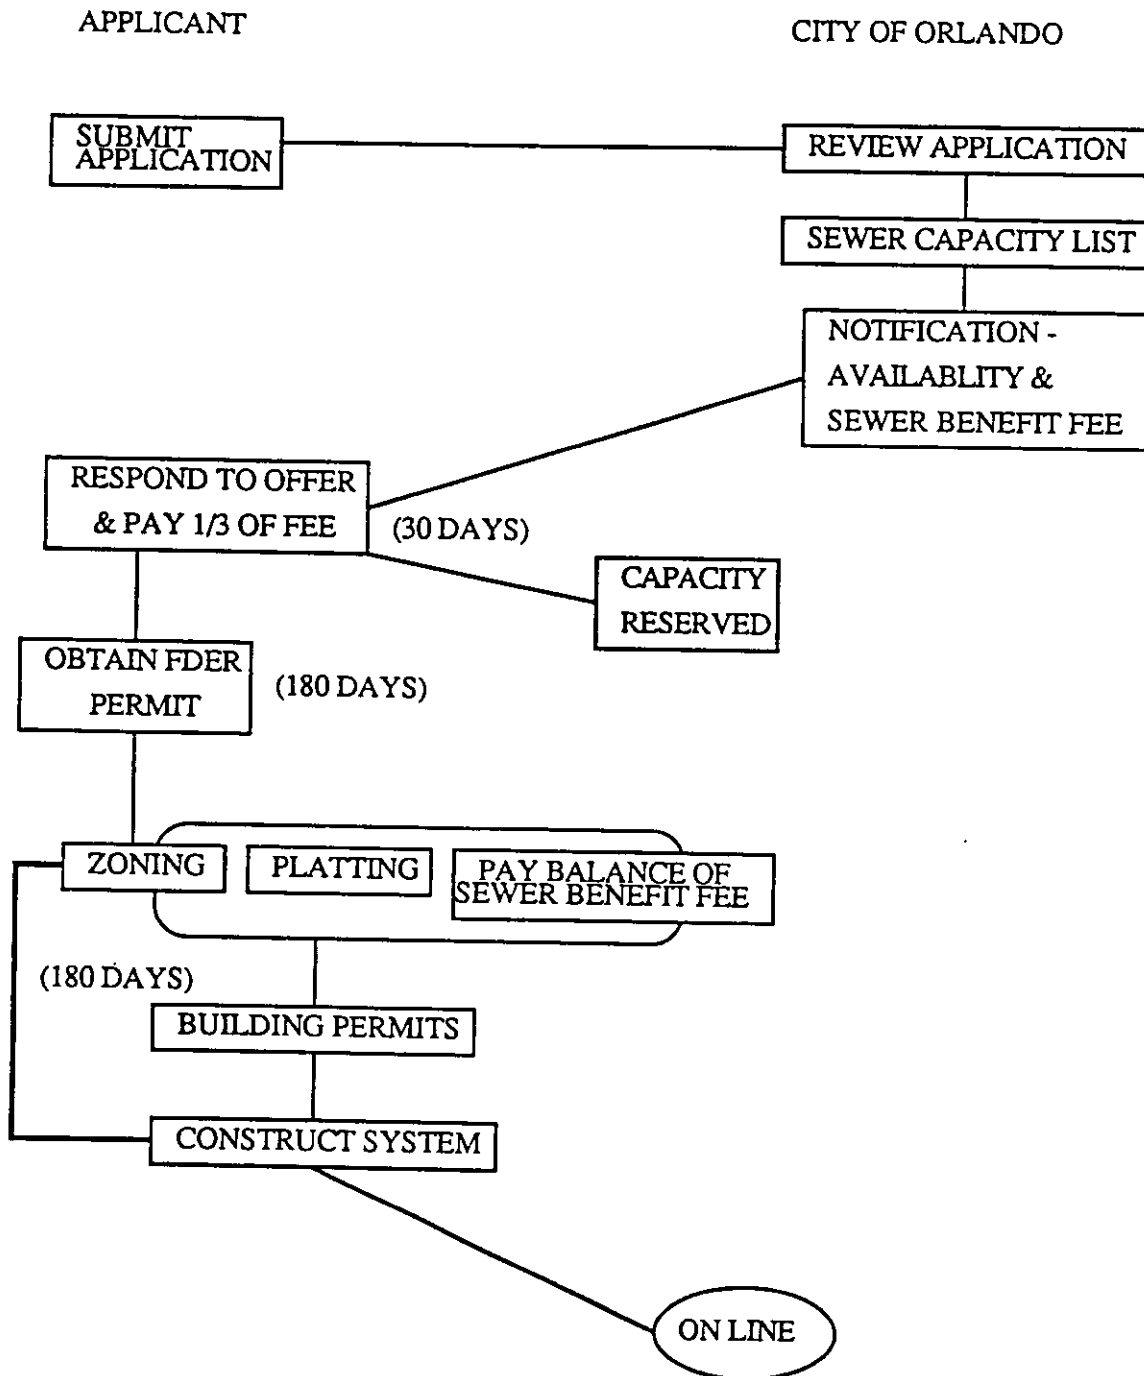 APPLICANT
CITY OF ORLANDO
SUBMIT
APPLICATION
REVIEW APPLICATION
SEWER CAPACITY LIST
NOTIFICATION -
AVAILABLITY &
SEWER BENEFIT FEE
RESPOND TO OFFER
& PAY 1/3 OF FEE
(30 DAYS)
CAPACITY
RESERVED
OBTAIN FDER
PERMIT
(180 DAYS)
ZONING
PLATTING
PAY BALANCE OF
SEWER BENEFIT FEE
(180 DAYS)
BUILDING PERMITS
CONSTRUCT SYSTEM
ON LINE